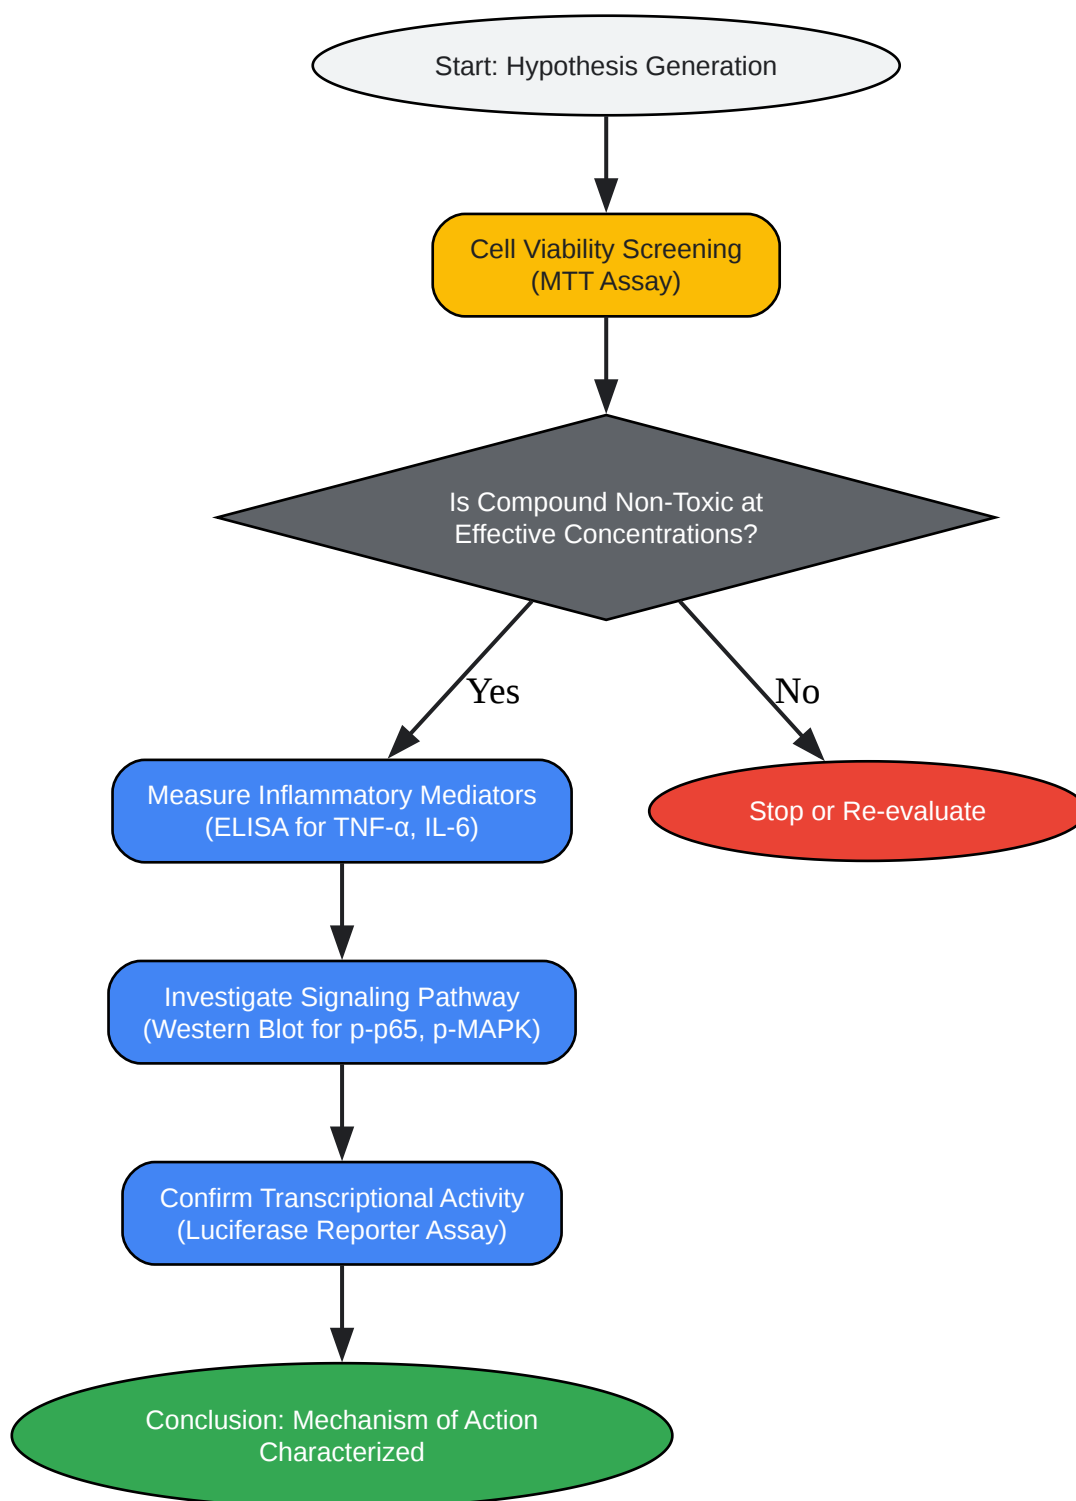 Start: Hypothesis Generation
Cell Viability Screening
(MTT Assay)
Is Compound Non-Toxic at
Effective Concentrations?
Yes
No
Measure Inflammatory Mediators
(ELISA for TNF-α, IL-6)
Stop or Re-evaluate
Investigate Signaling Pathway
(Western Blot for p-p65, p-MAPK)
Confirm Transcriptional Activity
(Luciferase Reporter Assay)
Conclusion: Mechanism of Action
Characterized